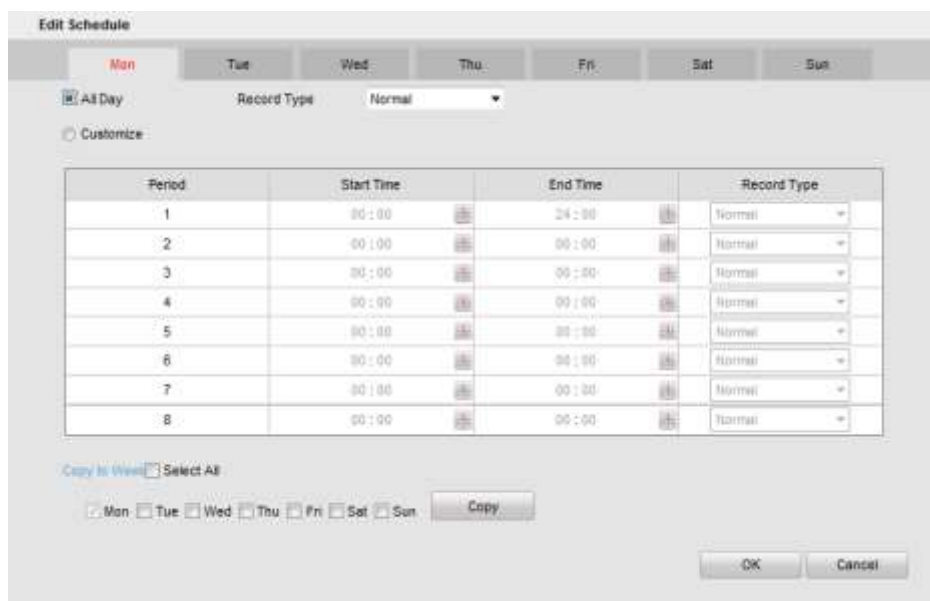 Edit Schedule
Mon Tue Wed Thu Fri Sat Sun
All Day Record Type Normal
Customize
Period Start Time End Time Record Type
1 00 : 00 24 : 00 Normal
2 00 : 00 00 : 00 Normal
3 00 : 00 00 : 00 Normal
4 00 : 00 00 : 00 Normal
5 00 : 00 00 : 00 Normal
6 00 : 00 00 : 00 Normal
7 00 : 00 00 : 00 Normal
8 00 : 00 00 : 00 Normal
Copy to Week Select All
Mon Tue Wed Thu Fri Sat Sun Copy
OK Cancel